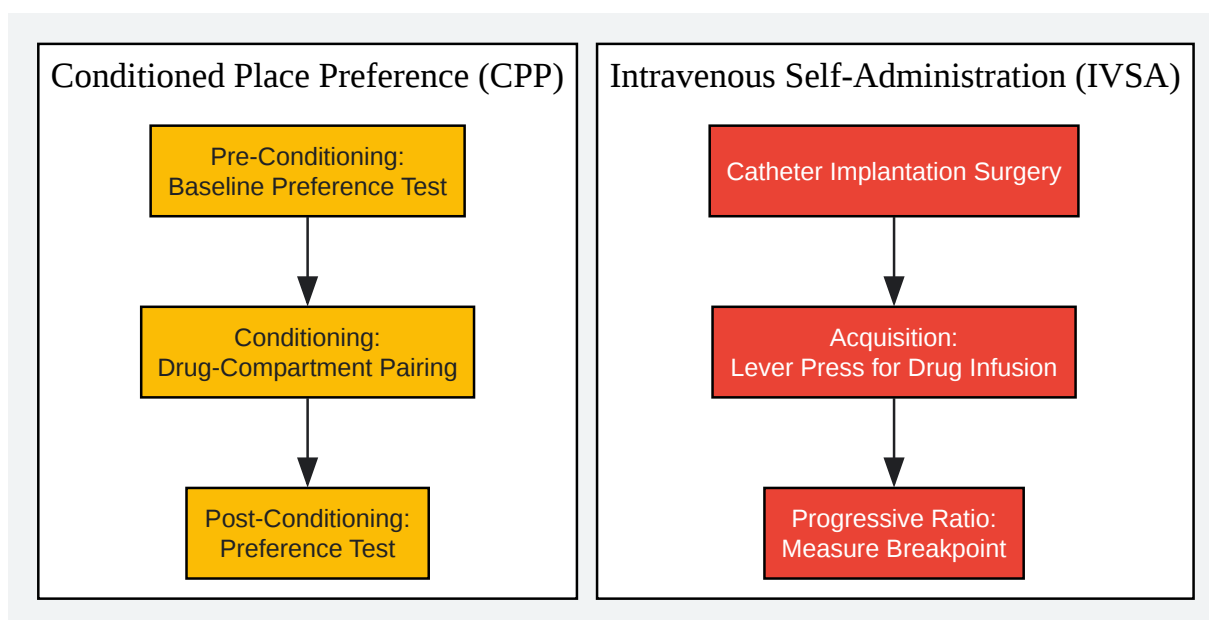 Conditioned Place Preference (CPP)
Pre-Conditioning:
Baseline Preference Test
Conditioning:
Drug-Compartment Pairing
Post-Conditioning:
Preference Test
Intravenous Self-Administration (IVSA)
Catheter Implantation Surgery
Acquisition:
Lever Press for Drug Infusion
Progressive Ratio:
Measure Breakpoint